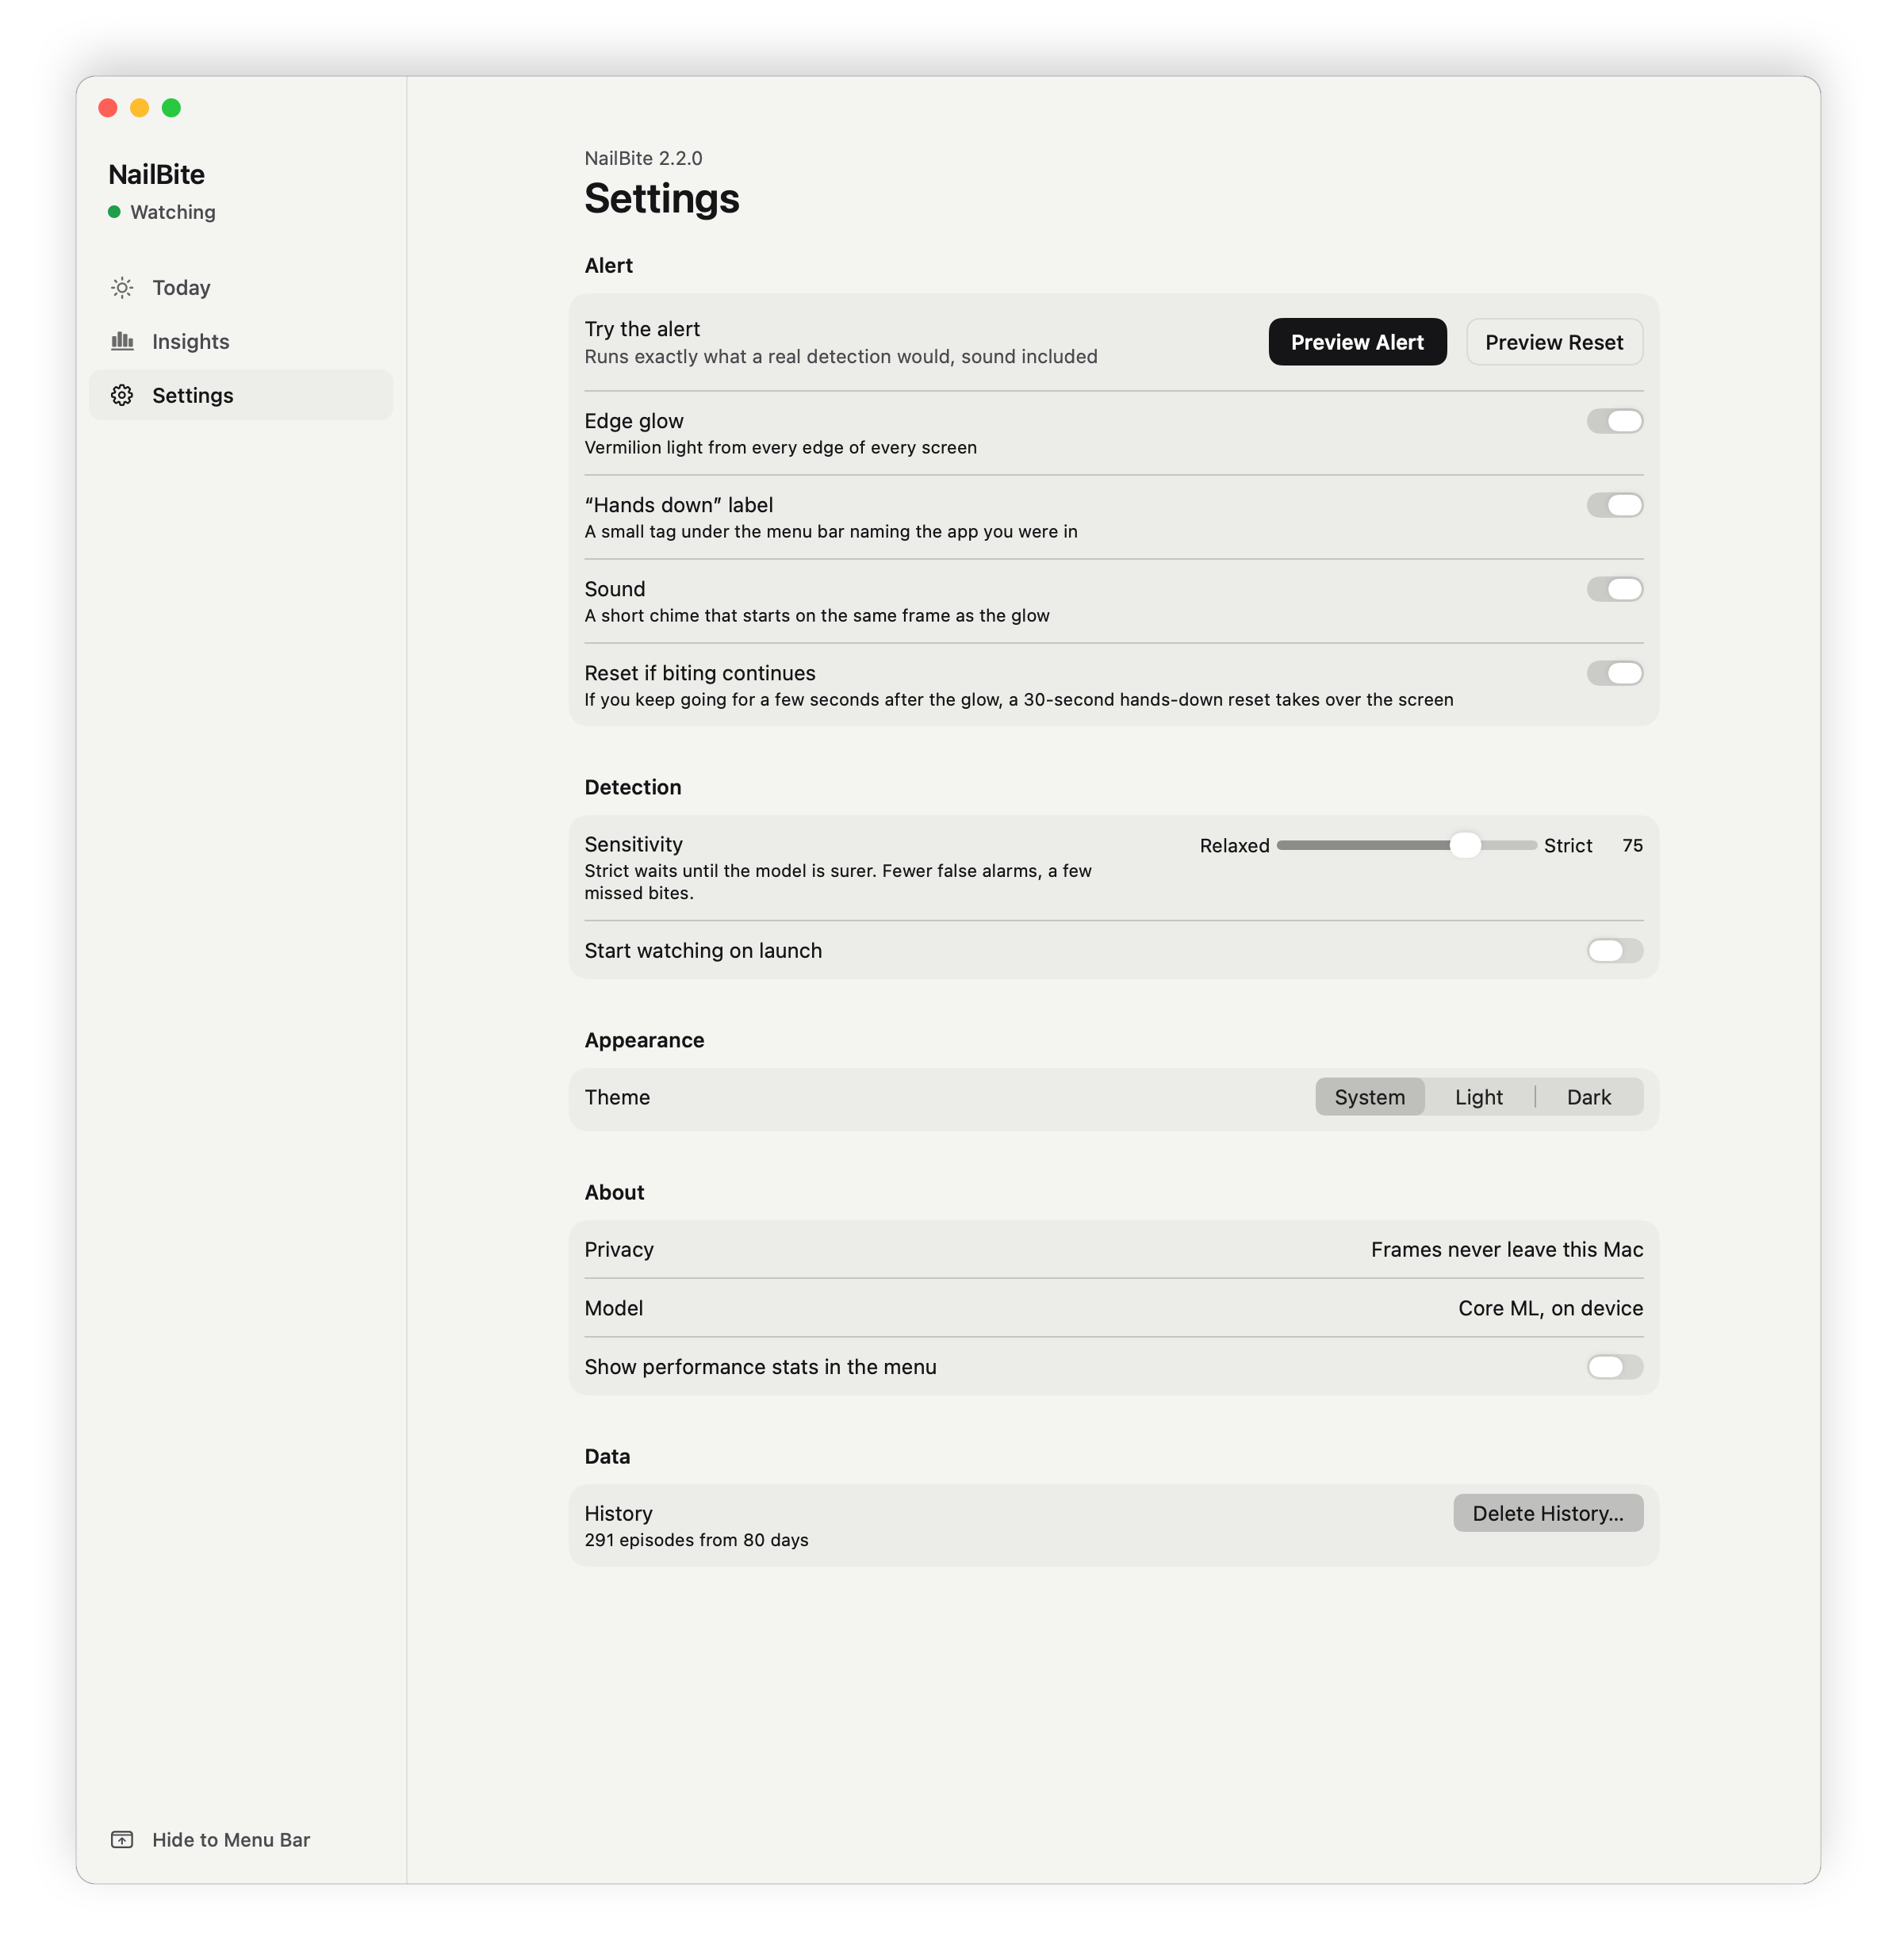 NailBite
Watching
Today
Insights
Settings
Hide to Menu Bar
NailBite 2.2.0
Settings
Alert
Try the alert
Runs exactly what a real detection would, sound included
Preview Alert
Preview Reset
Edge glow
Vermilion light from every edge of every screen
“Hands down” label
A small tag under the menu bar naming the app you were in
Sound
A short chime that starts on the same frame as the glow
Reset if biting continues
If you keep going for a few seconds after the glow, a 30-second hands-down reset takes over the screen
Detection
Sensitivity
Strict waits until the model is surer. Fewer false alarms, a few
missed bites.
Relaxed
Strict
75
Start watching on launch
Appearance
Theme
System
Light
Dark
About
Privacy
Frames never leave this Mac
Model
Core ML, on device
Show performance stats in the menu
Data
History
291 episodes from 80 days
Delete History...